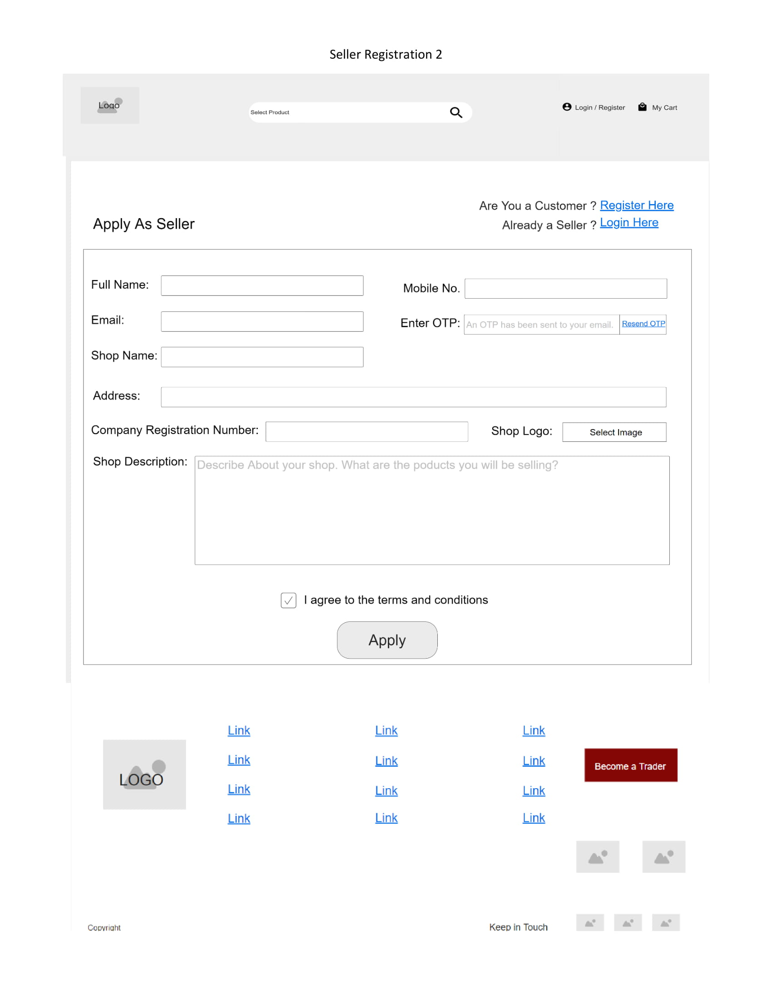 Seller Registration 2
Logo
Select Product
Login / Register
My Cart
Are You a Customer ? Register Here
Already a Seller ? Login Here
Apply As Seller
Full Name:
Mobile No.
Email:
Enter OTP: An OTP has been sent to your email. Resend OTP
Shop Name:
Address:
Company Registration Number:
Shop Logo: Select Image
Shop Description: Describe About your shop. What are the poducts you will be selling?
I agree to the terms and conditions
Apply
LOGO
Link Link Link
Link Link Link
Link Link Link
Link Link Link
Become a Trader
Copyright
Keep in Touch